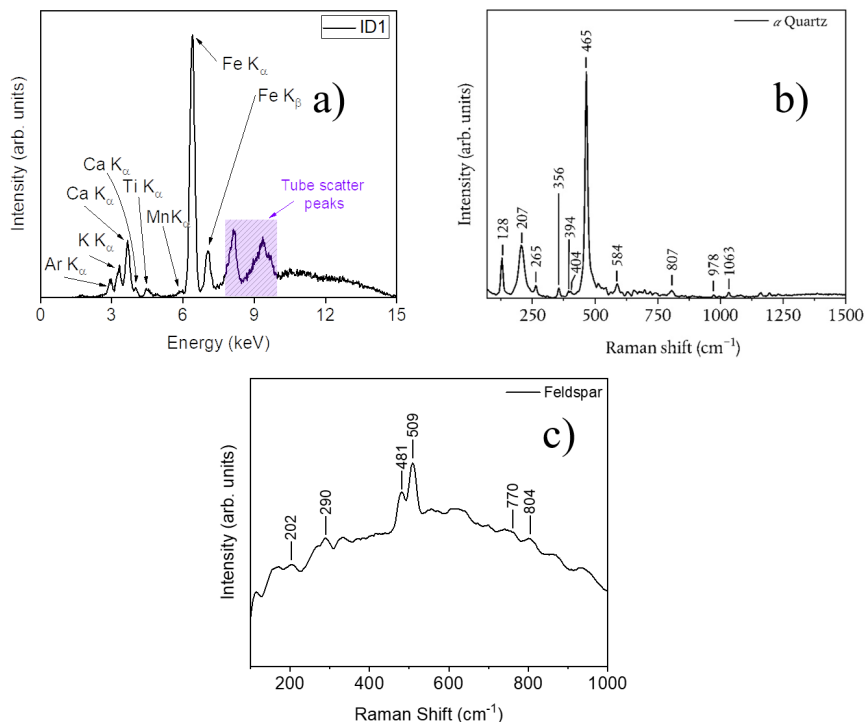 ID1
a)
Fe Kα
Fe Kβ
Tube scatter
peaks
Ca Kα
Ti Kα
Ca Kα
MnKα
K Kα
Ar Kα
Intensity (arb. units)
0 3 6 9 12 15
Energy (keV)
α Quartz
b)
465
128
207
265
356
394
404
584
807
978
1063
Intensity (arb. units)
250 500 750 1000 1250 1500
Raman shift (cm⁻¹)
Feldspar
c)
202
290
481
509
770
804
Intensity (arb. units)
200 400 600 800 1000
Raman Shift (cm⁻¹)